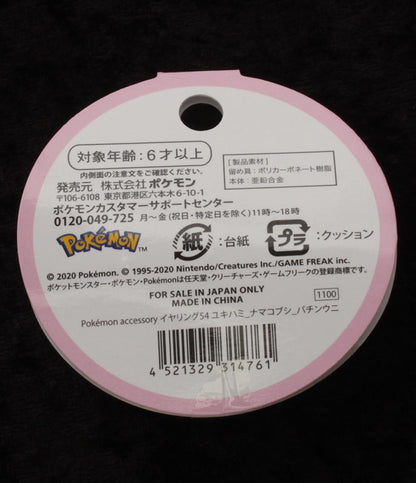 対象年齢:6才以上
内側面の注意文をご確認ください。
発売元 株式会社ポケモン
〒106-6108 東京都港区六本木6-10-1
ポケモンカスタマーサポートセンター
0120-049-725 月~金(祝日・特定日を除く)11時~18時
[製品素材]
留め具:ポリカーボネート樹脂
本体:亜鉛合金
POKéMON™
紙:台紙
プラ:クッション
© 2020 Pokémon. © 1995-2020 Nintendo/Creatures Inc./GAME FREAK inc.
ポケットモンスター・ポケモン・Pokémonは任天堂・クリーチャーズ・ゲームフリークの登録商標です。
FOR SALE IN JAPAN ONLY
MADE IN CHINA
1100
Pokémon accessory イヤリング54 ユキハミ_ナマコブシ_バチンウニ
4 521329 314761